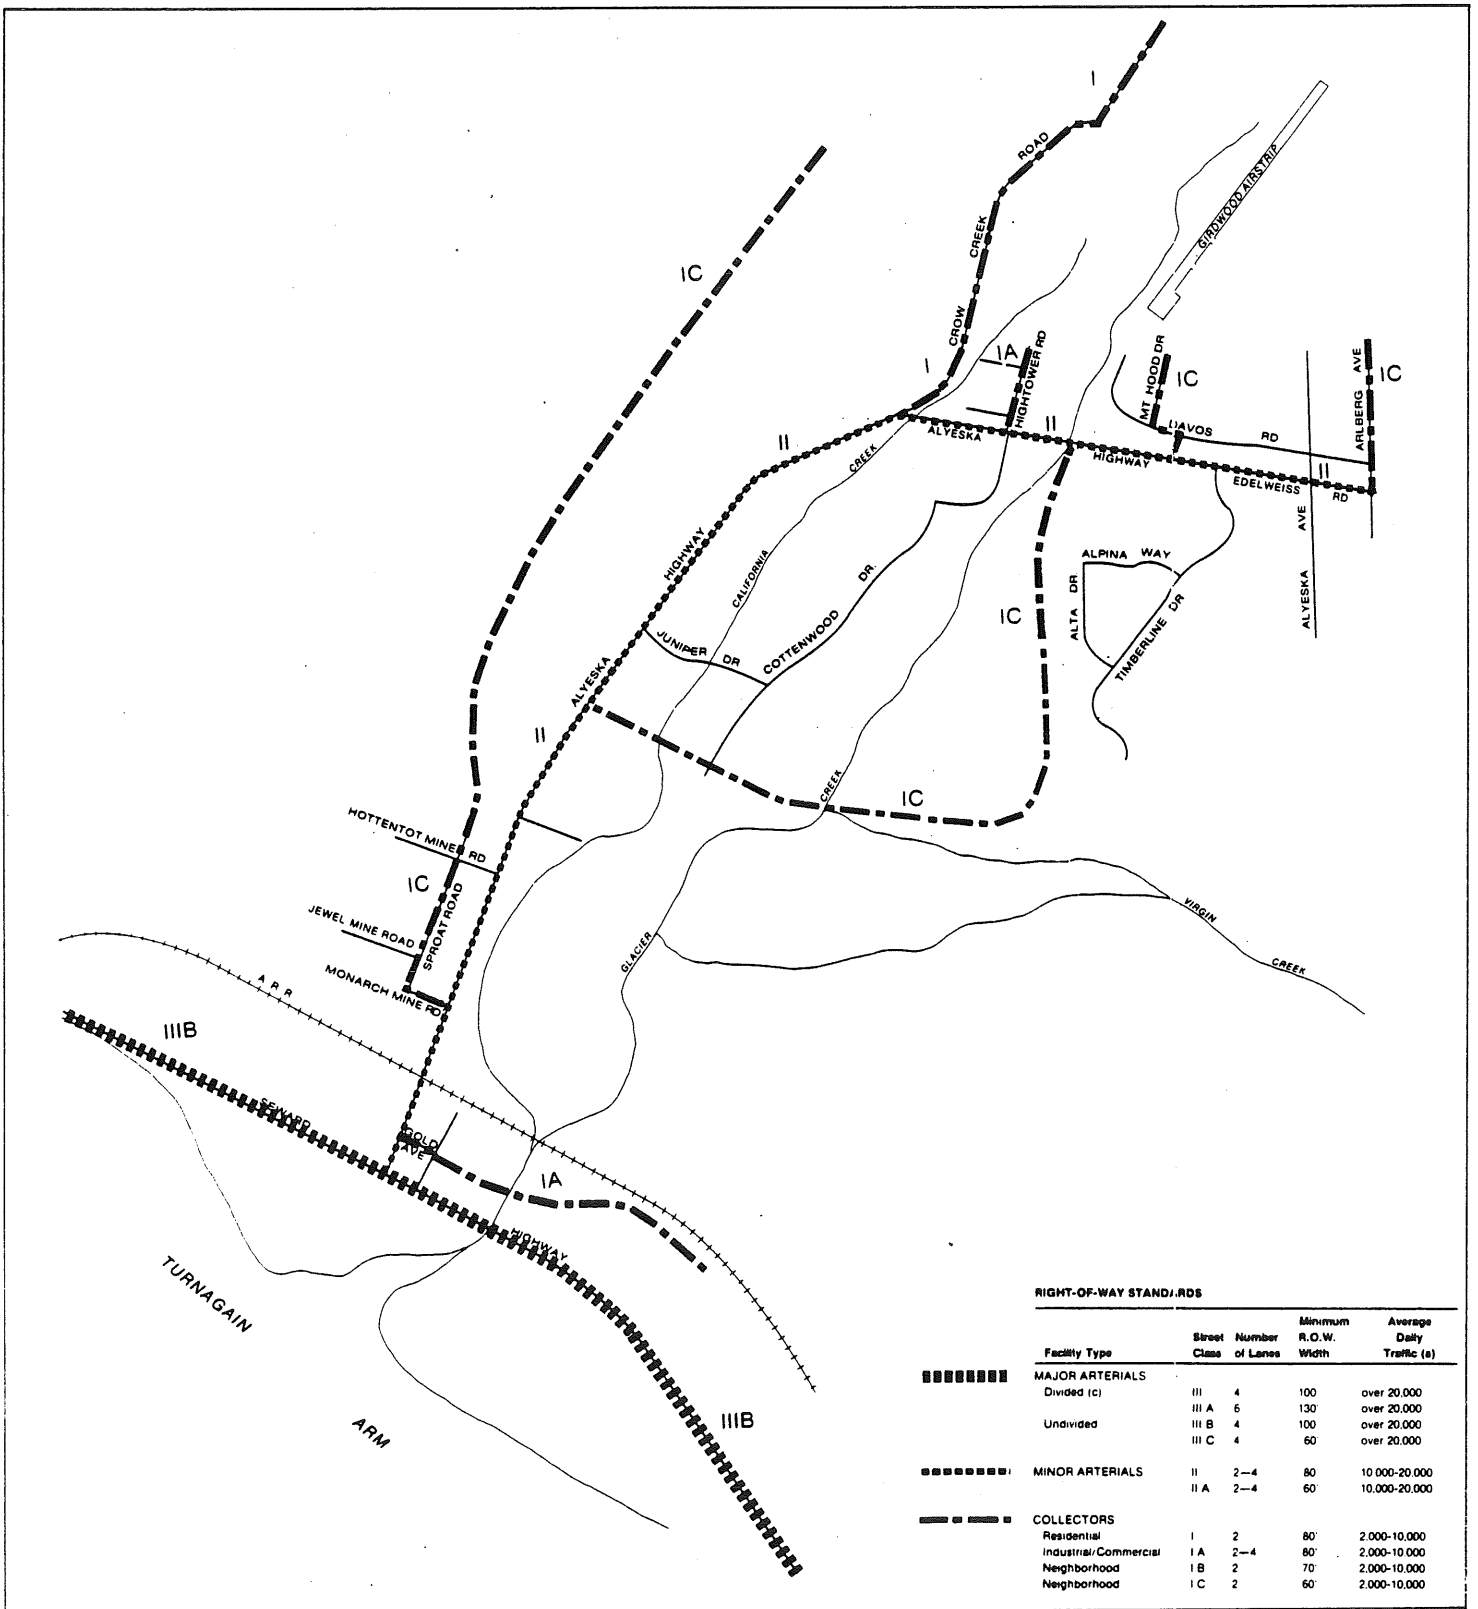 I
ROAD
GIRDWOOD AIRSTRIP
CREEK
IC
CROW
I
IA
HIGHTOWER RD
MT HOOD DR
IC
ARLBERG AVE
IC
II
ALYESKA
II
HIGHWAY
DAVOS RD
EDELWEISS RD
II
CREEK
ALYESKA AVE
HIGHWAY
CALIFORNIA
COTTENWOOD DR.
JUNIPER DR
IC
ALPINA WAY
ALTA DR.
TIMBERLINE DR
ALYESKA
II
CREEK
IC
HOTTENTOT MINE RD
IC
SPROAT ROAD
JEWEL MINE ROAD
MONARCH MINE RD.
GLACIER
VIRGIN
CREEK
A R R
IIIB
SEWARD
GOLD
AVE
IA
HIGHWAY
TURNAGAIN
ARM
IIIB
RIGHT-OF-WAY STANDARDS
Facility Type Street Class Number of Lanes Minimum R.O.W. Width Average Daily Traffic (a)
MAJOR ARTERIALS
Divided (c) III 4 100 over 20,000
III A 6 130' over 20,000
Undivided III B 4 100 over 20,000
III C 4 60' over 20,000
MINOR ARTERIALS II 2—4 80 10 000-20,000
II A 2—4 60' 10,000-20,000
COLLECTORS
Residential I 2 80' 2,000-10,000
Industrial/Commercial I A 2—4 80' 2,000-10 000
Neighborhood I B 2 70' 2,000-10,000
Neighborhood I C 2 60' 2,000-10,000